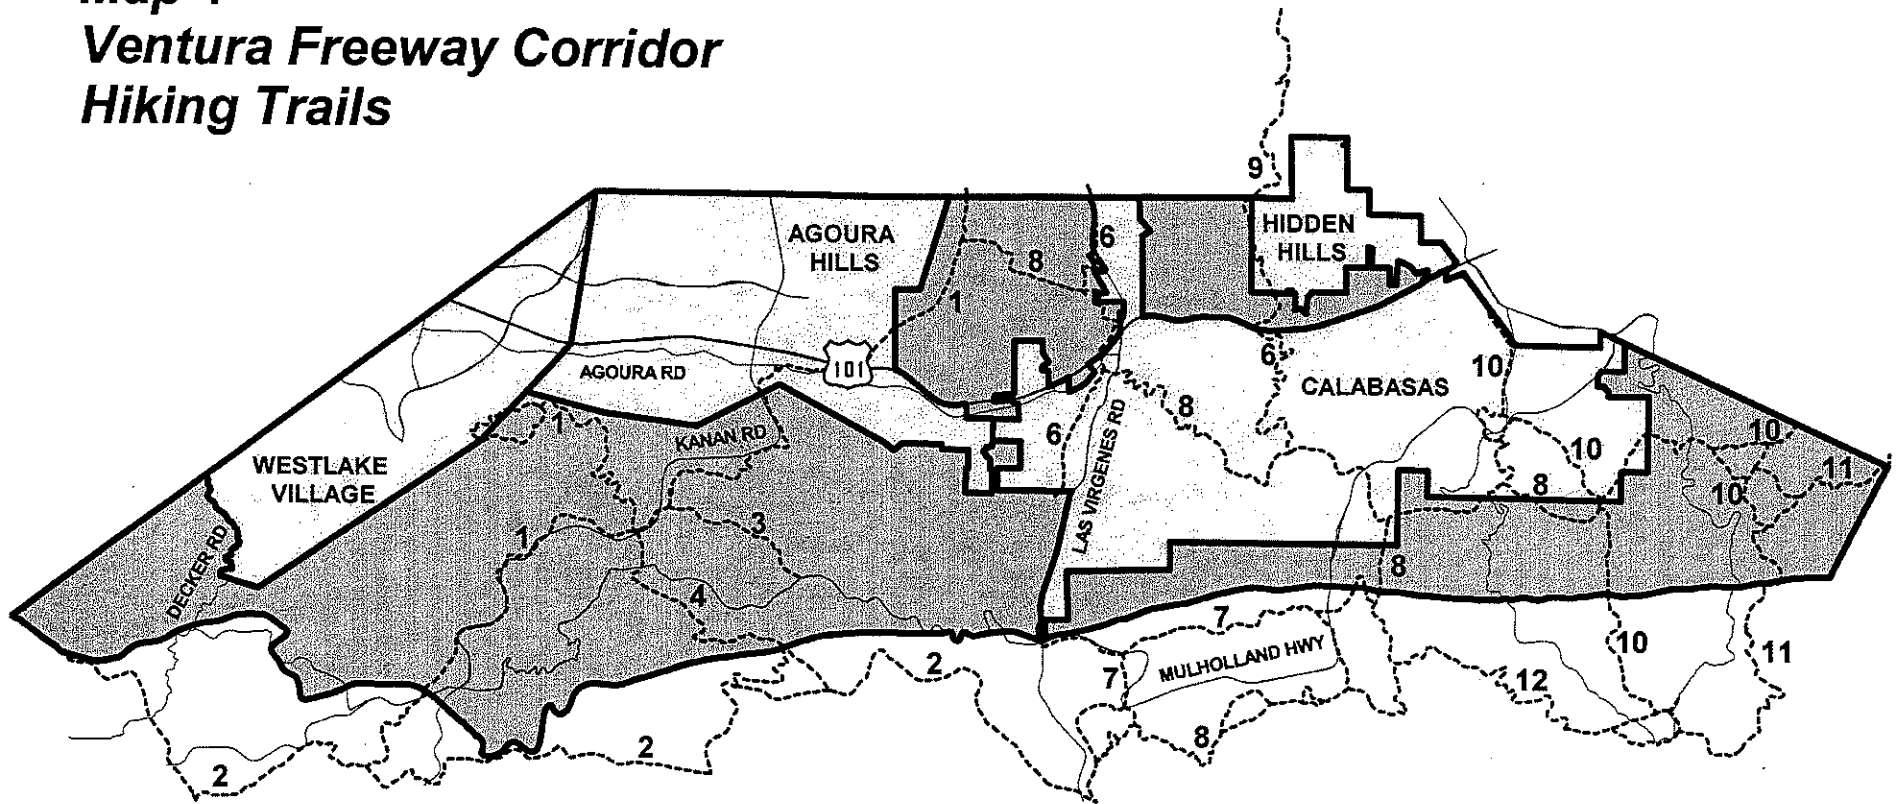 Ventura Freeway Corridor
Hiking Trails
9
HIDDEN
HILLS
AGOURA
HILLS
6
8
1
101
AGOURA RD
6
10
CALABASAS
8
1
KANAN RD
6
LAS VIRGENES RD
10
10
11
WESTLAKE
VILLAGE
8
10
DECKER RD
1
3
8
4
7
MULHOLLAND HWY
10
11
2
7
12
8
2
2